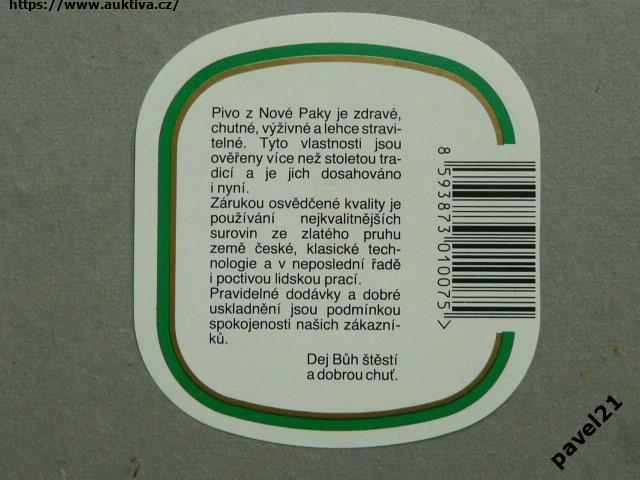 https://www.auktiva.cz/
Pivo z Nové Paky je zdravé,
chutné, výživné a lehce stravi-
telné. Tyto vlastnosti jsou
ověřeny více než stoletou tra-
dicí a je jich dosahováno
i nyní.
Zárukou osvědčené kvality je
používání nejkvalitnějších
surovin ze zlatého pruhu
země české, klasické tech-
nologie a v neposlední řadě
i poctivou lidskou prací.
Pravidelné dodávky a dobré
uskladnění jsou podmínkou
spokojenosti našich zákazní-
ků.
Dej Bůh štěstí
a dobrou chuť.
8 593873 010075 >
pavel21